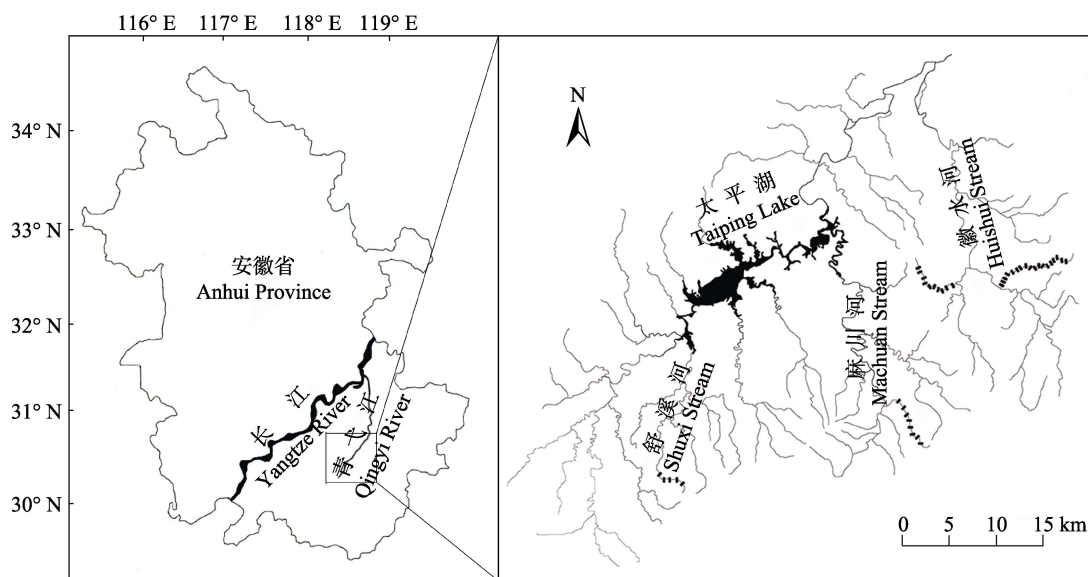 116° E 117° E 118° E 119° E
34° N
33° N
32° N
31° N
30° N
安徽省
Anhui Province
长江
Yangtze River
青弋江
Qingyi River
N
太平湖
Taiping Lake
徽水河
Huishui Stream
麻川河
Machuan Stream
舒溪河
Shuxi Stream
0 5 10 15 km